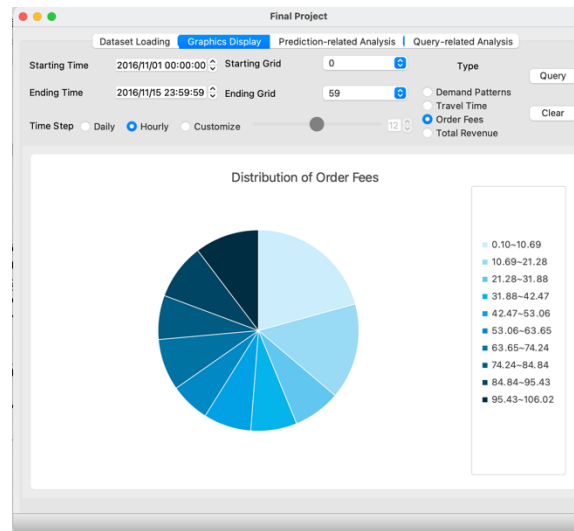 Final Project
Dataset Loading Graphics Display Prediction-related Analysis Query-related Analysis
Starting Time 2016/11/01 00:00:00 Starting Grid 0 Type
Query
Ending Time 2016/11/15 23:59:59 Ending Grid 59 Demand Patterns
Travel Time
Clear
Order Fees
Time Step Daily Hourly Customize 12
Total Revenue
Distribution of Order Fees
0.10~10.69
10.69~21.28
21.28~31.88
31.88~42.47
42.47~53.06
53.06~63.65
63.65~74.24
74.24~84.84
84.84~95.43
95.43~106.02